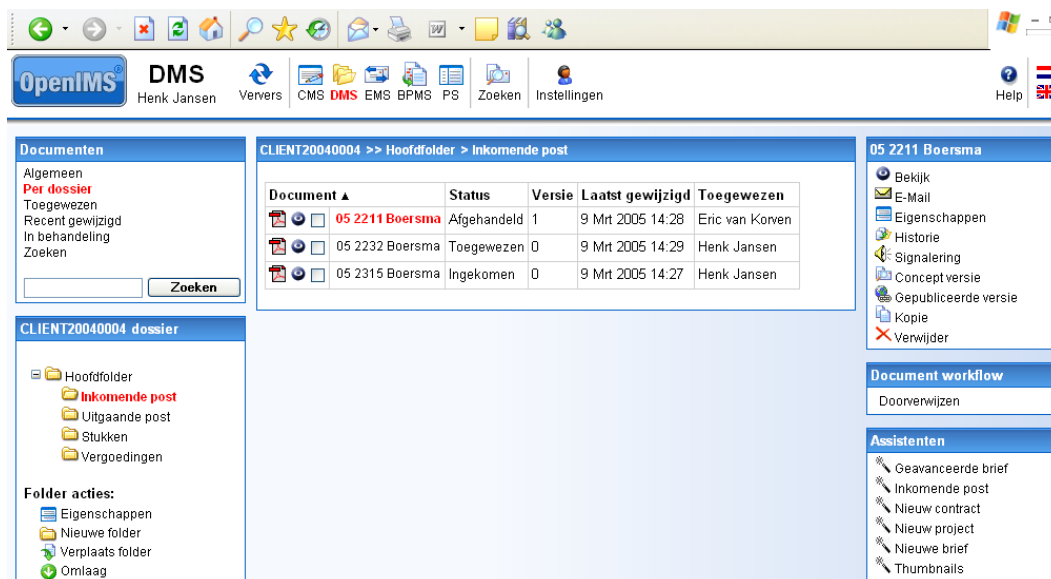 OpenIMS®
DMS
Henk Jansen
Ververs
CMS DMS EMS BPMS PS
Zoeken
Instellingen
Help
Documenten
Algemeen
Per dossier
Toegewezen
Recent gewijzigd
In behandeling
Zoeken
Zoeken
CLIENT20040004 dossier
Hoofdfolder
Inkomende post
Uitgaande post
Stukken
Vergoedingen
Folder acties:
Eigenschappen
Nieuwe folder
Verplaats folder
Omlaag
CLIENT20040004 >> Hoofdfolder > Inkomende post
Document ▲ Status Versie Laatst gewijzigd Toegewezen
05 2211 Boersma Afgehandeld 1 9 Mrt 2005 14:28 Eric van Korven
05 2232 Boersma Toegewezen 0 9 Mrt 2005 14:29 Henk Jansen
05 2315 Boersma Ingekomen 0 9 Mrt 2005 14:27 Henk Jansen
05 2211 Boersma
Bekijk
E-Mail
Eigenschappen
Historie
Signalering
Concept versie
Gepubliceerde versie
Kopie
Verwijder
Document workflow
Doorverwijzen
Assistenten
Geavanceerde brief
Inkomende post
Nieuw contract
Nieuw project
Nieuwe brief
Thumbnails